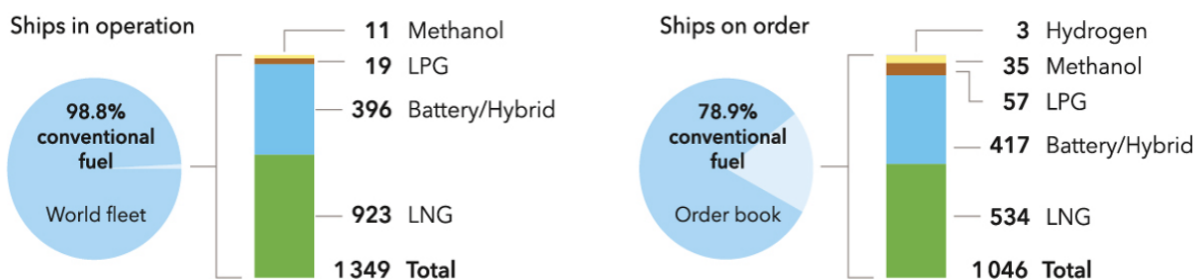 Ships in operation
98.8%
conventional
fuel
World fleet
11 Methanol
19 LPG
396 Battery/Hybrid
923 LNG
1 349 Total
Ships on order
78.9%
conventional
fuel
Order book
3 Hydrogen
35 Methanol
57 LPG
417 Battery/Hybrid
534 LNG
1 046 Total